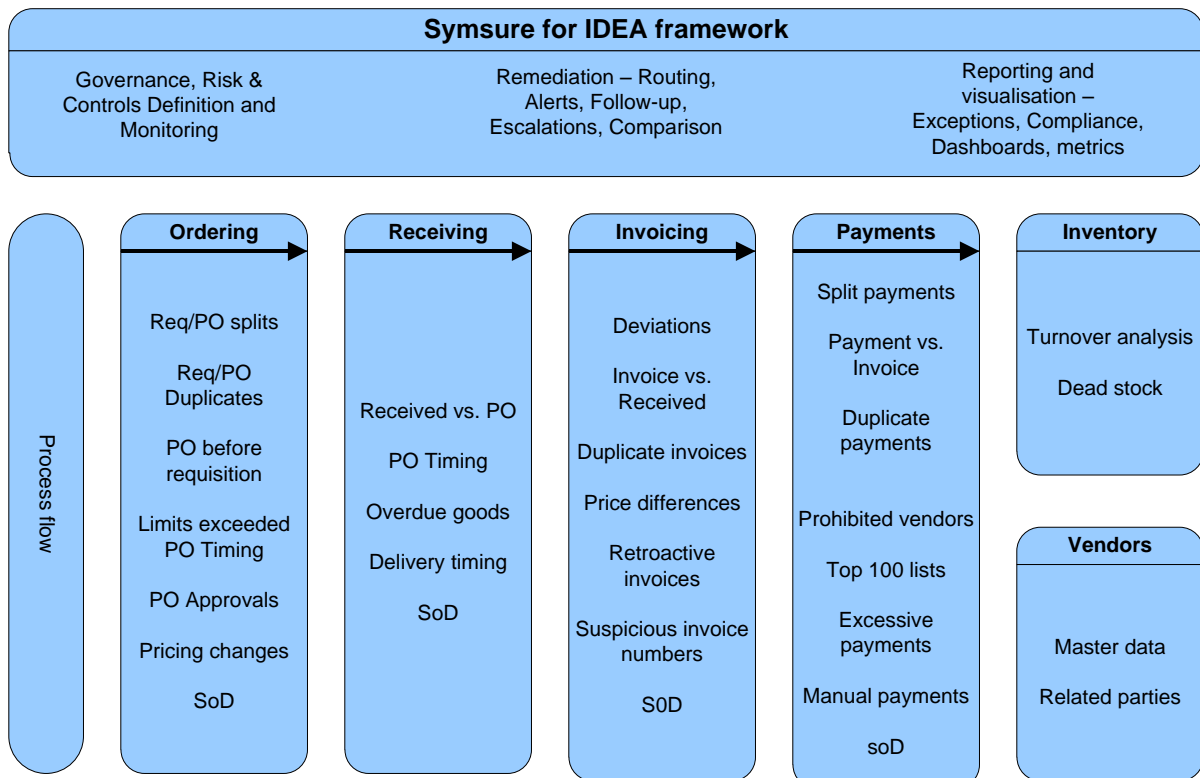 Symsure for IDEA framework
Governance, Risk &
Controls Definition and
Monitoring
Remediation – Routing,
Alerts, Follow-up,
Escalations, Comparison
Reporting and
visualisation –
Exceptions, Compliance,
Dashboards, metrics
Process flow
Ordering
Req/PO splits
Req/PO
Duplicates
PO before
requisition
Limits exceeded
PO Timing
PO Approvals
Pricing changes
SoD
Receiving
Received vs. PO
PO Timing
Overdue goods
Delivery timing
SoD
Invoicing
Deviations
Invoice vs.
Received
Duplicate invoices
Price differences
Retroactive
invoices
Suspicious invoice
numbers
S0D
Payments
Split payments
Payment vs.
Invoice
Duplicate
payments
Prohibited vendors
Top 100 lists
Excessive
payments
Manual payments
soD
Inventory
Turnover analysis
Dead stock
Vendors
Master data
Related parties